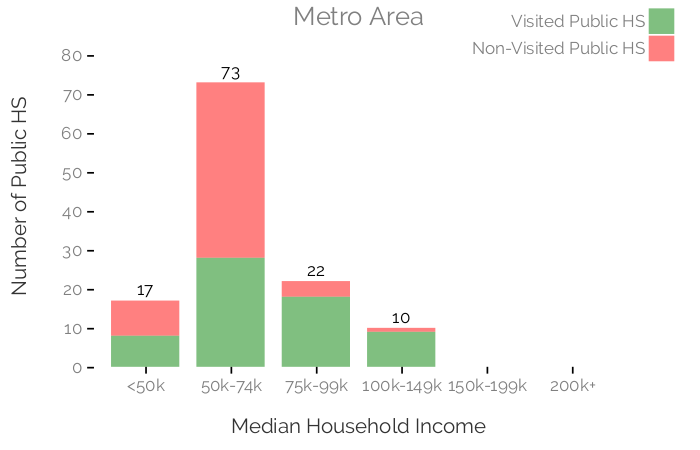 Metro Area
Visited Public HS
Non-Visited Public HS
Number of Public HS
80
70
60
50
40
30
20
10
0
17
73
22
10
<50k
50k-74k
75k-99k
100k-149k
150k-199k
200k+
Median Household Income